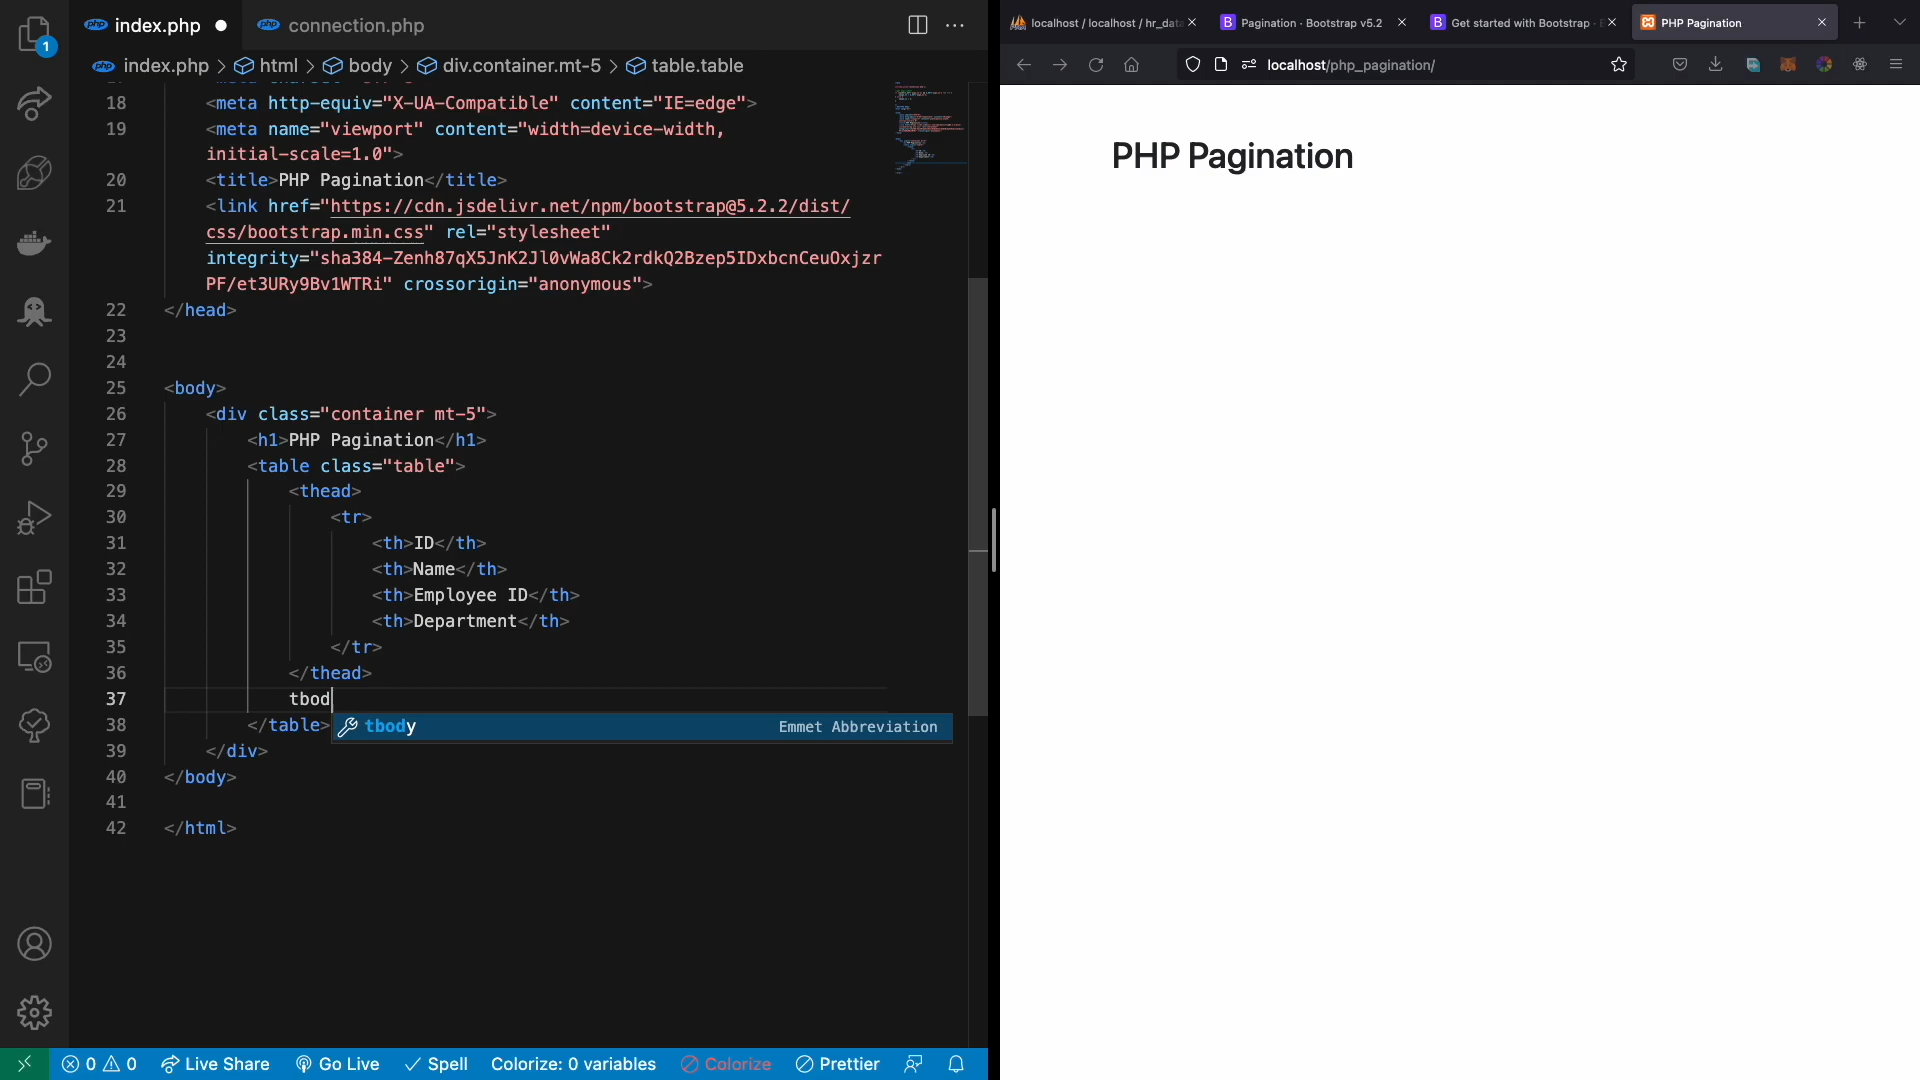 index.php
connection.php
index.php > html > body > div.container.mt-5 > table.table
18 <meta http-equiv="X-UA-Compatible" content="IE=edge">
19 <meta name="viewport" content="width=device-width,
initial-scale=1.0">
20 <title>PHP Pagination</title>
21 <link href="https://cdn.jsdelivr.net/npm/bootstrap@5.2.2/dist/
css/bootstrap.min.css" rel="stylesheet"
integrity="sha384-Zenh87qX5JnK2Jl0vWa8Ck2rdkQ2Bzep5IDxbcnCeuOxjzr
PF/et3URy9Bv1WTRi" crossorigin="anonymous">
22 </head>
23
24
25 <body>
26 <div class="container mt-5">
27 <h1>PHP Pagination</h1>
28 <table class="table">
29 <thead>
30 <tr>
31 <th>ID</th>
32 <th>Name</th>
33 <th>Employee ID</th>
34 <th>Department</th>
35 </tr>
36 </thead>
37 tbod
38 </table>
tbody Emmet Abbreviation
39 </div>
40 </body>
41
42 </html>
1
0 0 Live Share Go Live Spell Colorize: 0 variables Colorize Prettier
localhost / localhost / hr_dat
Pagination · Bootstrap v5.2
Get started with Bootstrap ·
PHP Pagination
localhost/php_pagination/
PHP Pagination